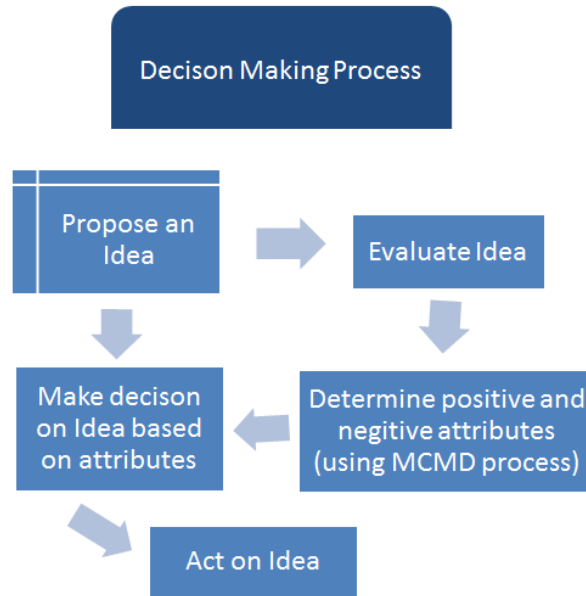 Decison Making Process
Propose an
Idea
Evaluate Idea
Determine positive and
negitive attributes
(using MCMD process)
Make decison
on Idea based
on attributes
Act on Idea